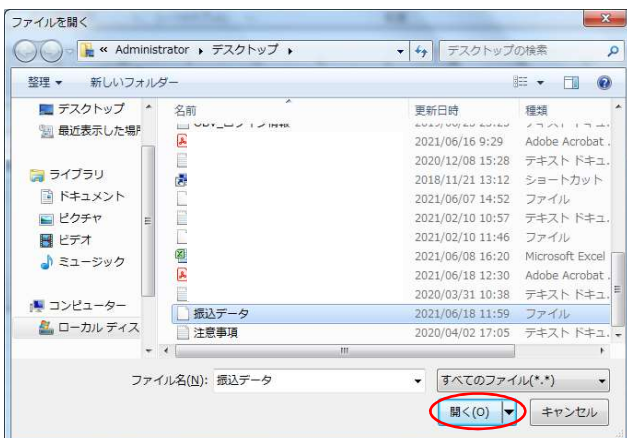 ファイルを開く
« Administrator ▸ デスクトップ ▸ デスクトップの検索
整理 ▼ 新しいフォルダー
デスクトップ
最近表示した場所
ライブラリ
ドキュメント
ピクチャ
ビデオ
ミュージック
コンピューター
ローカル ディス
名前 更新日時 種類
2021/06/16 9:29 Adobe Acrobat
2020/12/08 15:28 テキスト ドキュ
2018/11/21 13:12 ショートカット
2021/06/07 14:52 ファイル
2021/02/10 10:57 テキスト ドキュ
2021/02/10 11:46 ファイル
2021/06/08 16:20 Microsoft Excel
2021/06/18 12:30 Adobe Acrobat
2020/03/31 10:38 テキスト ドキュ
振込データ 2021/06/18 11:59 ファイル
注意事項 2020/04/02 17:05 テキスト ドキュ
ファイル名(N): 振込データ すべてのファイル(*.*)
開く(O) キャンセル